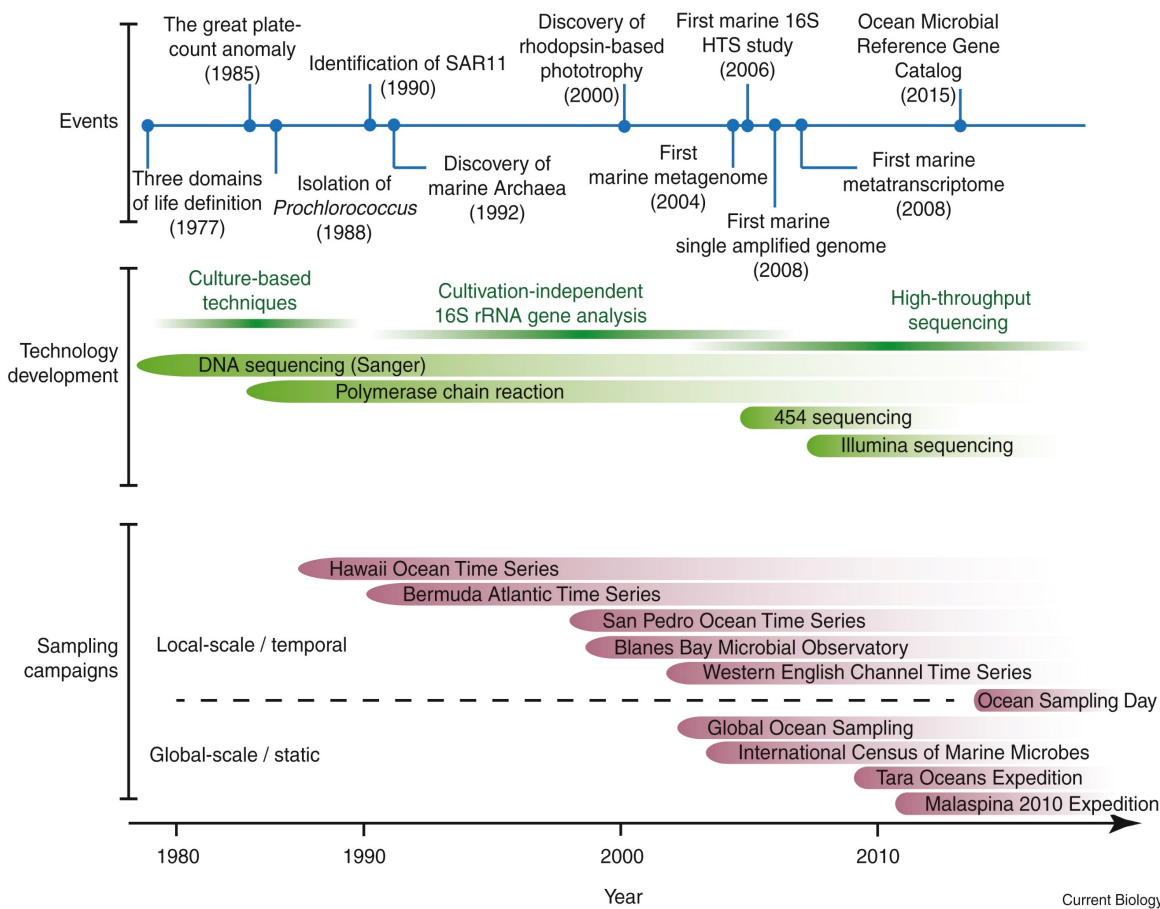 The great plate-
count anomaly
(1985)
Identification of SAR11
(1990)
Discovery of
rhodopsin-based
phototrophy
(2000)
First marine 16S
HTS study
(2006)
Ocean Microbial
Reference Gene
Catalog
(2015)
Events
Three domains
of life definition
(1977)
Isolation of
Prochlorococcus
(1988)
Discovery of
marine Archaea
(1992)
First
marine metagenome
(2004)
First marine
single amplified genome
(2008)
First marine
metatranscriptome
(2008)
Technology
development
Culture-based
techniques
Cultivation-independent
16S rRNA gene analysis
High-throughput
sequencing
DNA sequencing (Sanger)
Polymerase chain reaction
454 sequencing
Illumina sequencing
Sampling
campaigns
Hawaii Ocean Time Series
Bermuda Atlantic Time Series
San Pedro Ocean Time Series
Local-scale / temporal
Blanes Bay Microbial Observatory
Western English Channel Time Series
Ocean Sampling Day
Global Ocean Sampling
Global-scale / static
International Census of Marine Microbes
Tara Oceans Expedition
Malaspina 2010 Expedition
1980 1990 2000 2010
Year
Current Biology